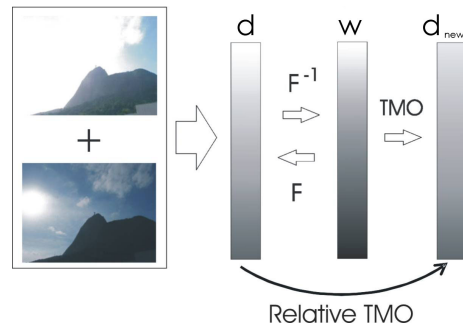 d w d new
+
F -1
TMO
F
Relative TMO